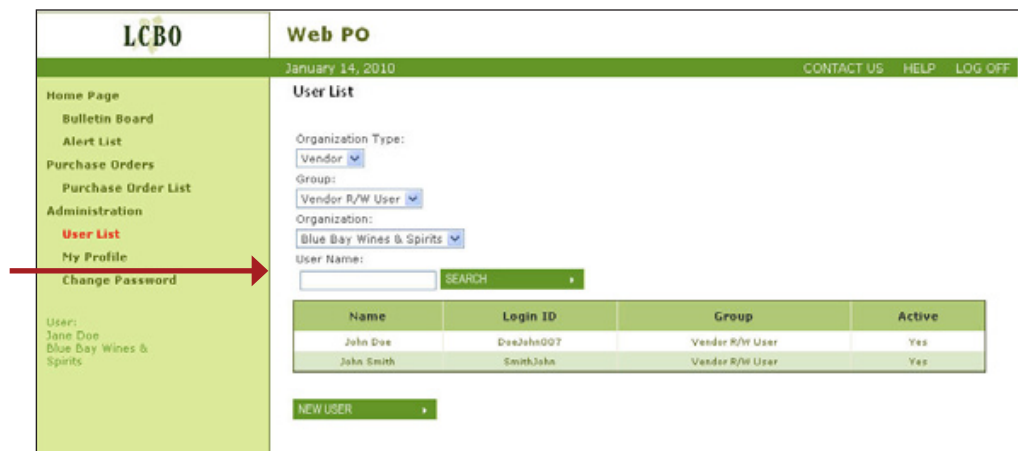 LCBO
Web PO
January 14, 2010
CONTACT US HELP LOG OFF
Home Page
Bulletin Board
Alert List
Purchase Orders
Purchase Order List
Administration
User List
My Profile
Change Password
User:
Jane Doe
Blue Bay Wines &
Spirits
User List
Organization Type:
Vendor
Group:
Vendor R/W User
Organization:
Blue Bay Wines & Spirits
User Name:
SEARCH
Name Login ID Group Active
John Doe DoeJohn007 Vendor R/W User Yes
John Smith SmithJohn Vendor R/W User Yes
NEW USER